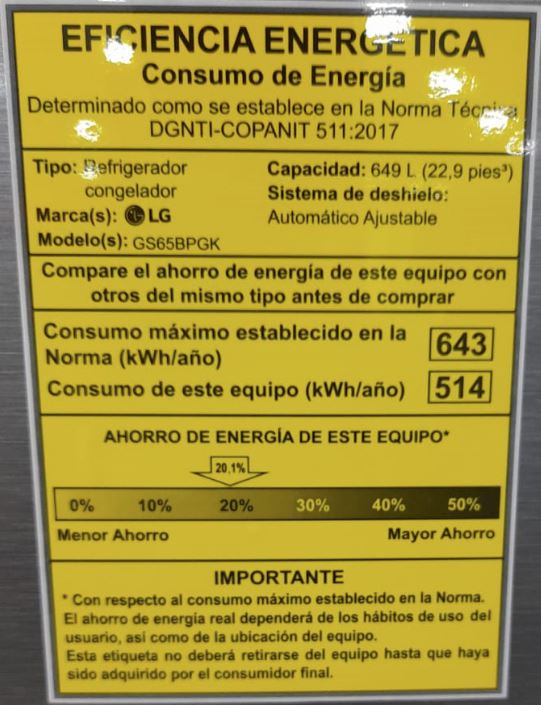 EFICIENCIA ENERGÉTICA
Consumo de Energía
Determinado como se establece en la Norma Técnica
DGNTI-COPANIT 511:2017
Tipo: Refrigerador
congelador
Marca(s): LG
Modelo(s): GS65BPGK
Capacidad: 649 L (22,9 pies³)
Sistema de deshielo:
Automático Ajustable
Compare el ahorro de energía de este equipo con
otros del mismo tipo antes de comprar
Consumo máximo establecido en la
Norma (kWh/año)
643
Consumo de este equipo (kWh/año)
514
AHORRO DE ENERGÍA DE ESTE EQUIPO*
20,1%
0% 10% 20% 30% 40% 50%
Menor Ahorro Mayor Ahorro
IMPORTANTE
* Con respecto al consumo máximo establecido en la Norma.
El ahorro de energía real dependerá de los hábitos de uso del
usuario, así como de la ubicación del equipo.
Esta etiqueta no deberá retirarse del equipo hasta que haya
sido adquirido por el consumidor final.